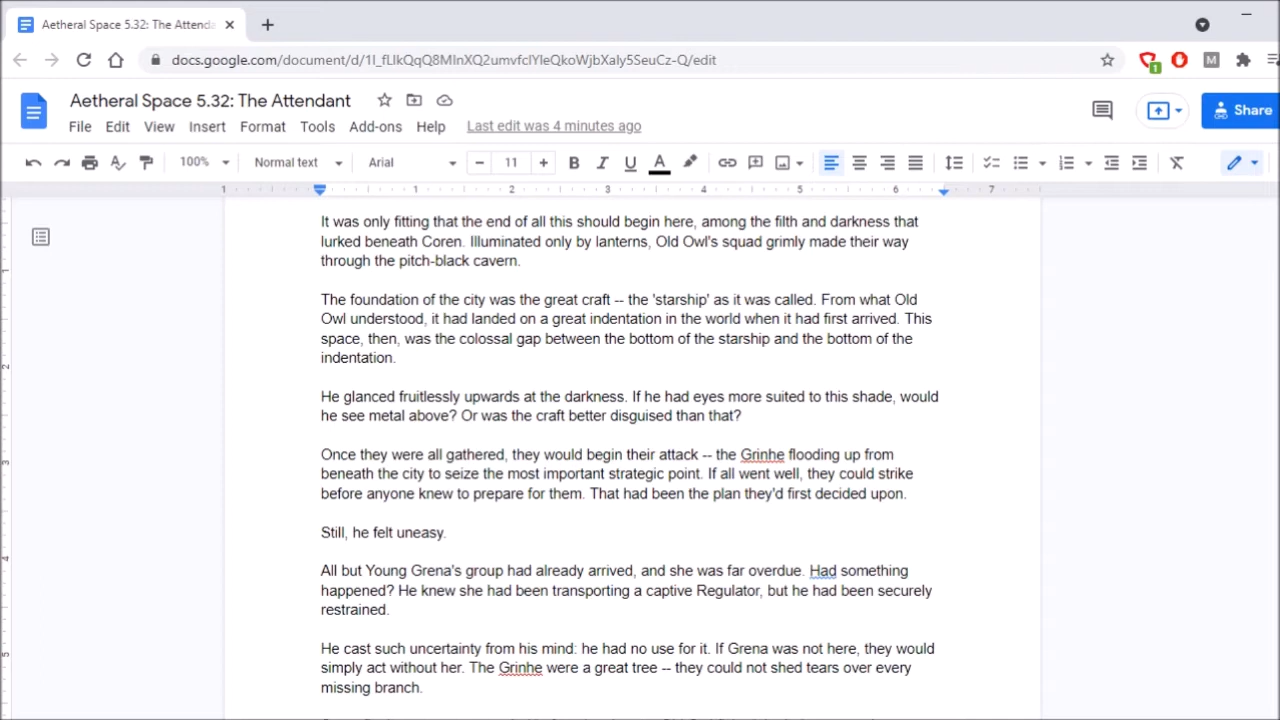 Aetheral Space 5.32: The Attenda
docs.google.com/document/d/
Aetheral Space 5.32: The Attendant
File Edit View Insert Format Tools Add-ons Help Last edit was 4 minutes ago
Share
100% Normal text Arial 11
1 1 2 3 4 5 6 7
It was only fitting that the end of all this should begin here, among the filth and darkness that
lurked beneath Coren. Illuminated only by lanterns, Old Owl's squad grimly made their way
through the pitch-black cavern.
The foundation of the city was the great craft -- the 'starship' as it was called. From what Old
Owl understood, it had landed on a great indentation in the world when it had first arrived. This
space, then, was the colossal gap between the bottom of the starship and the bottom of the
indentation.
He glanced fruitlessly upwards at the darkness. If he had eyes more suited to this shade, would
he see metal above? Or was the craft better disguised than that?
Once they were all gathered, they would begin their attack -- the Grinhe flooding up from
beneath the city to seize the most important strategic point. If all went well, they could strike
before anyone knew to prepare for them. That had been the plan they'd first decided upon.
Still, he felt uneasy.
All but Young Grena's group had already arrived, and she was far overdue. Had something
happened? He knew she had been transporting a captive Regulator, but he had been securely
restrained.
He cast such uncertainty from his mind: he had no use for it. If Grena was not here, they would
simply act without her. The Grinhe were a great tree -- they could not shed tears over every
missing branch.